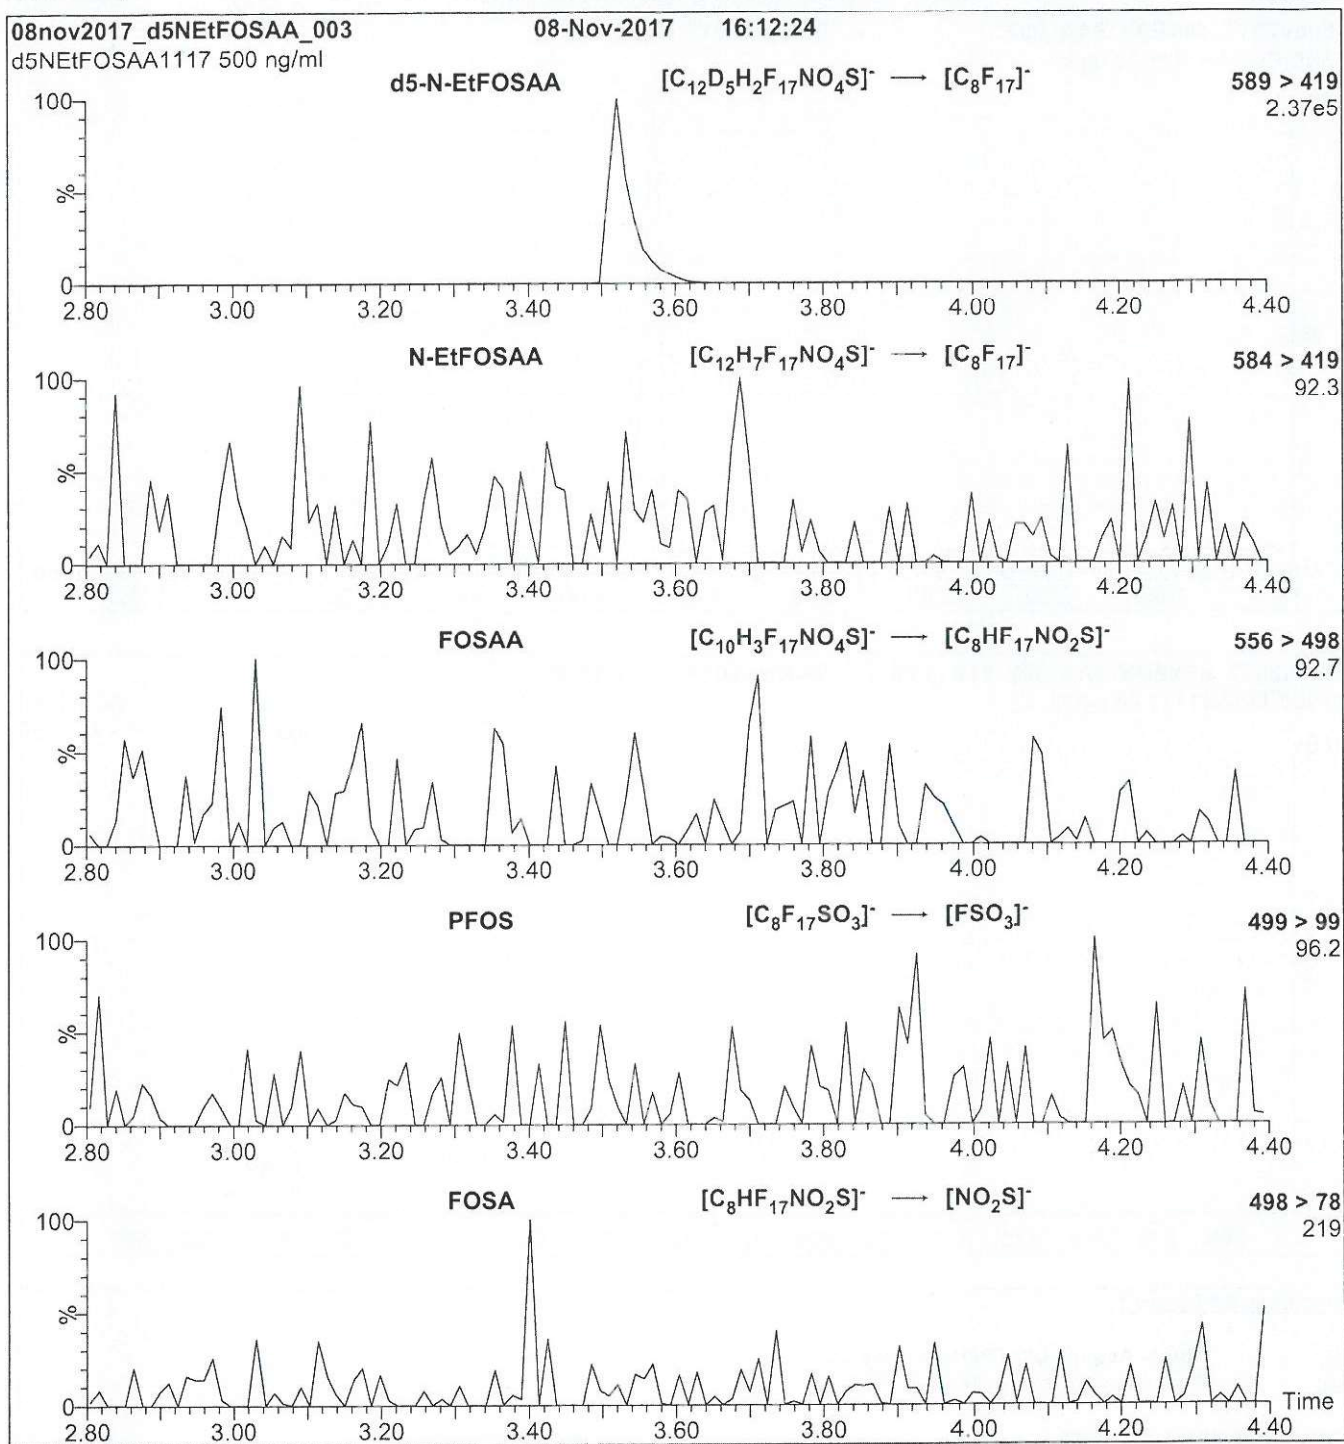 08nov2017_d5NEtFOSAA_003 08-Nov-2017 16:12:24
d5NEtFOSAA1117 500 ng/ml
d5-N-EtFOSAA [C₁₂D₅H₂F₁₇NO₄S]⁻ → [C₈F₁₇]⁻ 589 > 419
2.37e5
100
%
0
2.80 3.00 3.20 3.40 3.60 3.80 4.00 4.20 4.40
N-EtFOSAA [C₁₂H₇F₁₇NO₄S]⁻ → [C₈F₁₇]⁻ 584 > 419
92.3
100
%
0
2.80 3.00 3.20 3.40 3.60 3.80 4.00 4.20 4.40
FOSAA [C₁₀H₃F₁₇NO₄S]⁻ → [C₈HF₁₇NO₂S]⁻ 556 > 498
92.7
100
%
0
2.80 3.00 3.20 3.40 3.60 3.80 4.00 4.20 4.40
PFOS [C₈F₁₇SO₃]⁻ → [FSO₃]⁻ 499 > 99
96.2
100
%
0
2.80 3.00 3.20 3.40 3.60 3.80 4.00 4.20 4.40
FOSA [C₈HF₁₇NO₂S]⁻ → [NO₂S]⁻ 498 > 78
219
100
%
0
Time
2.80 3.00 3.20 3.40 3.60 3.80 4.00 4.20 4.40